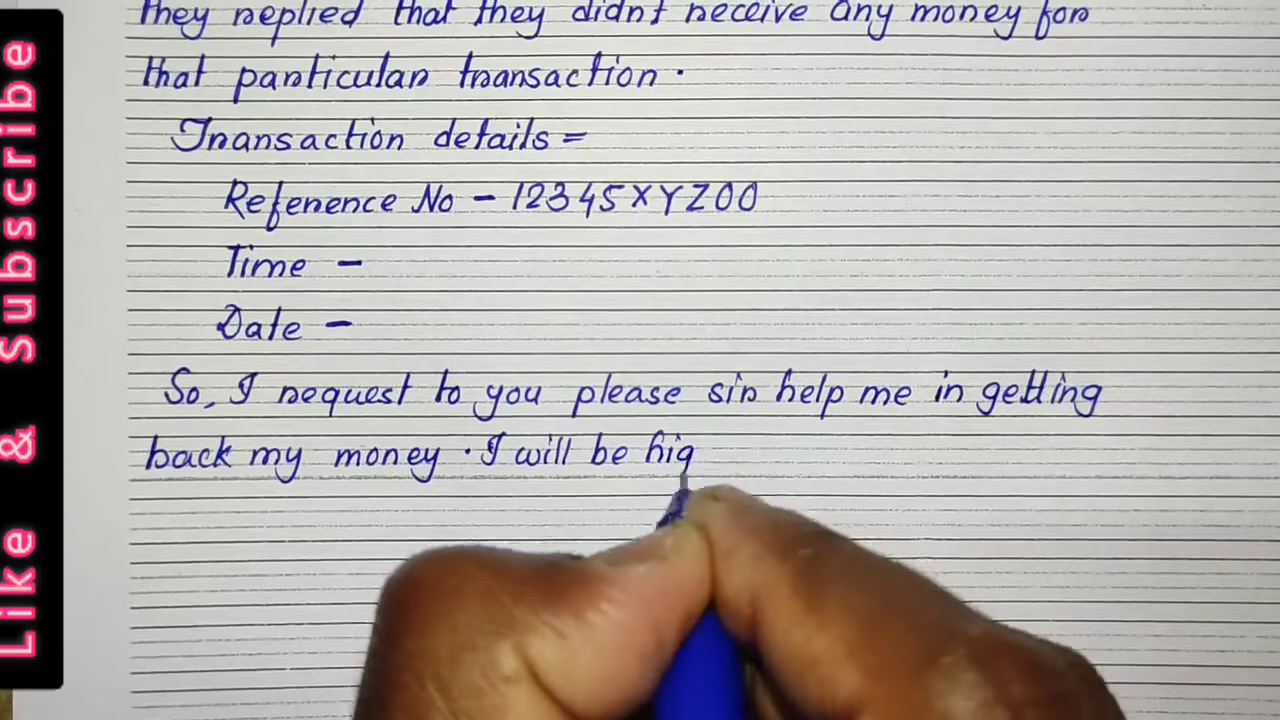 They replied that they didn't receive any money for
that particular transaction.
Transaction details =
Reference No - 12345XYZ00
Time -
Date -
So, I request to you please sir help me in getting
back my money. I will be hig
Like & Subscribe